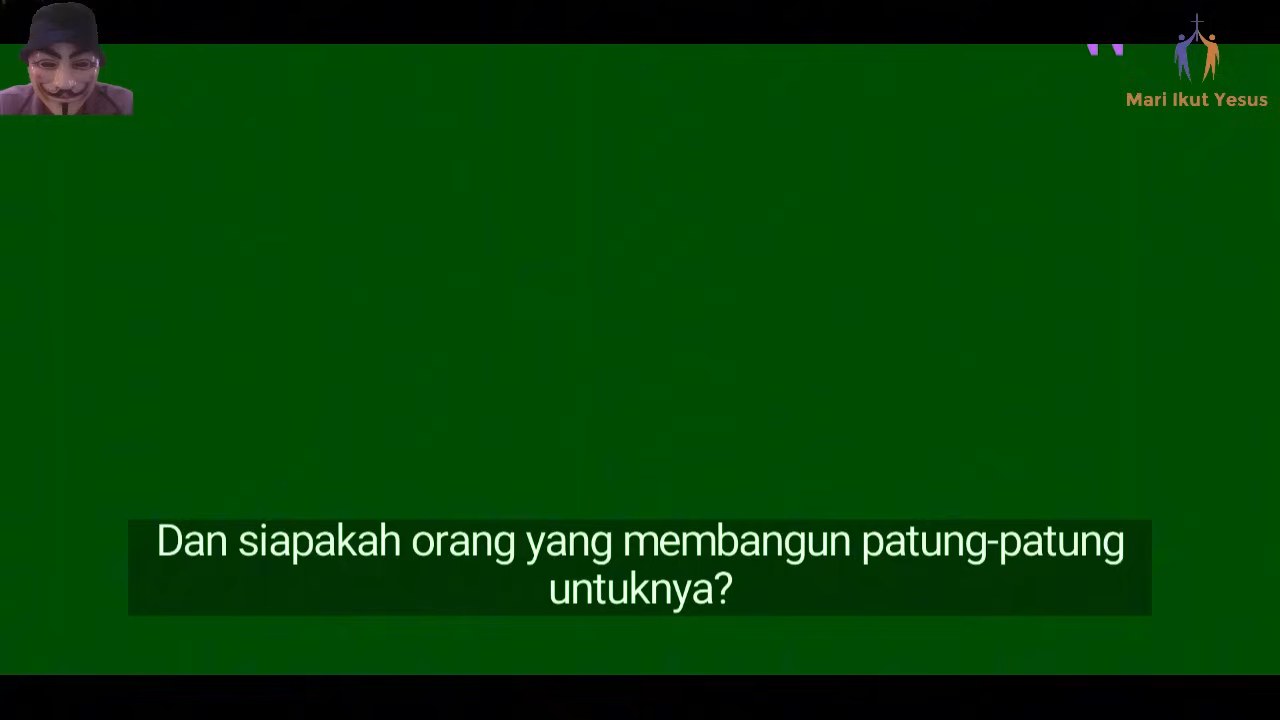 Mari Ikut Yesus
Dan siapakah orang yang membangun patung-patung
untuknya?